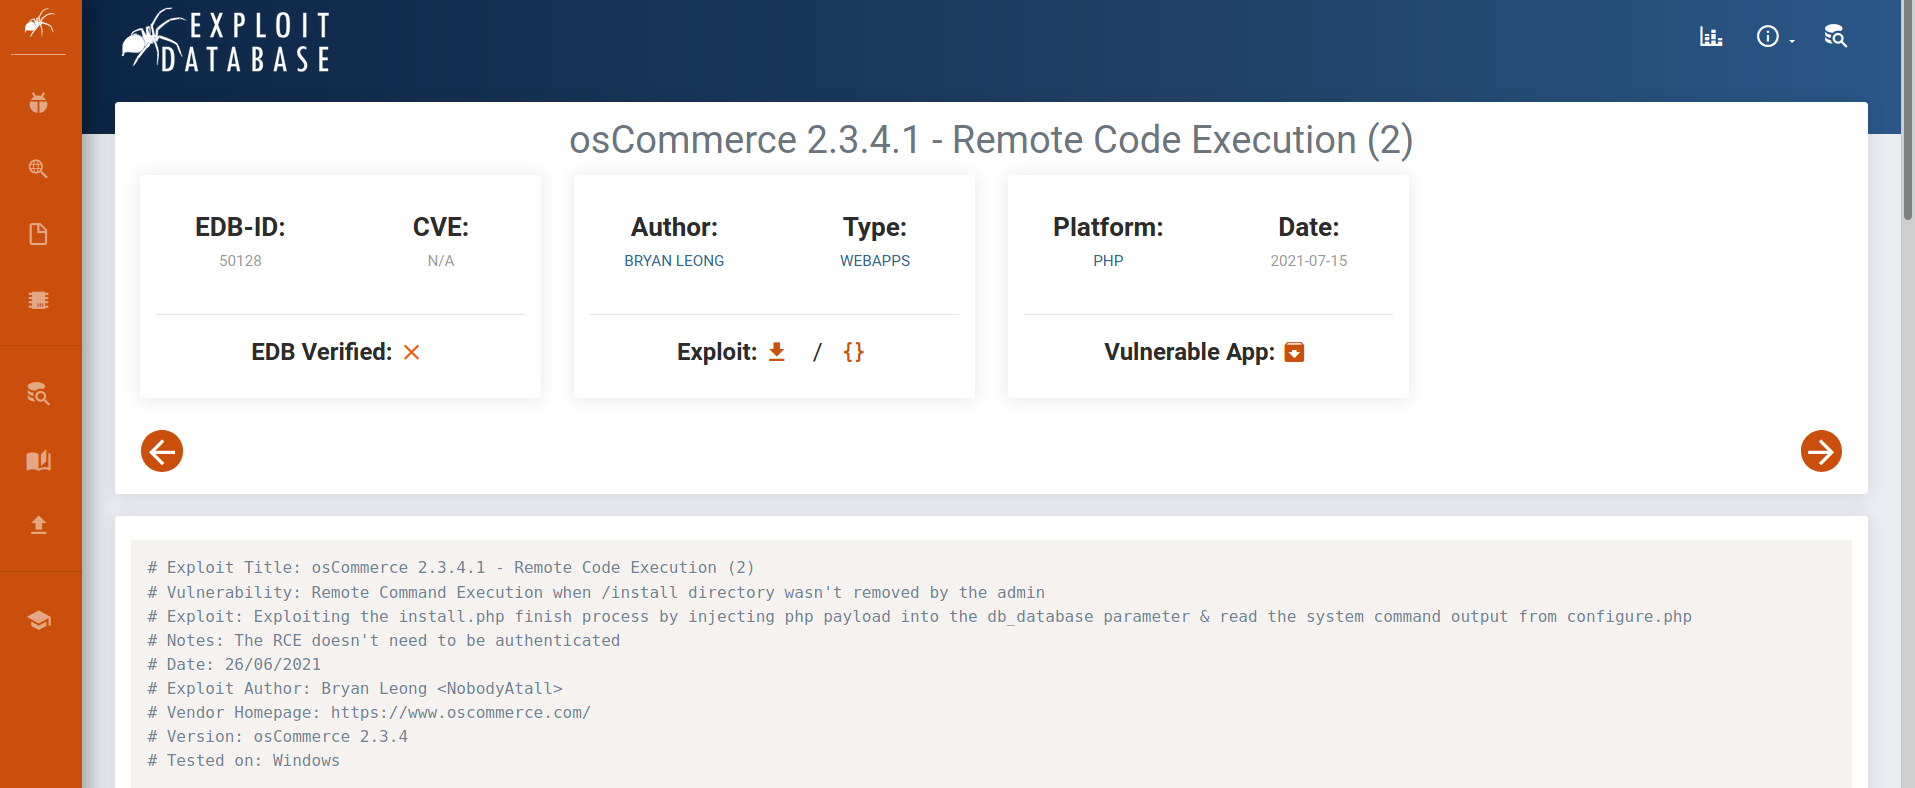 EXPLOIT
DATABASE
osCommerce 2.3.4.1 - Remote Code Execution (2)
EDB-ID:
50128
CVE:
N/A
EDB Verified:
Author:
BRYAN LEONG
Type:
WEBAPPS
Exploit: / {}
Platform:
PHP
Date:
2021-07-15
Vulnerable App:
# Exploit Title: osCommerce 2.3.4.1 - Remote Code Execution (2)
# Vulnerability: Remote Command Execution when /install directory wasn't removed by the admin
# Exploit: Exploiting the install.php finish process by injecting php payload into the db_database parameter & read the system command output from configure.php
# Notes: The RCE doesn't need to be authenticated
# Date: 26/06/2021
# Exploit Author: Bryan Leong <NobodyAtall>
# Vendor Homepage: https://www.oscommerce.com/
# Version: osCommerce 2.3.4
# Tested on: Windows